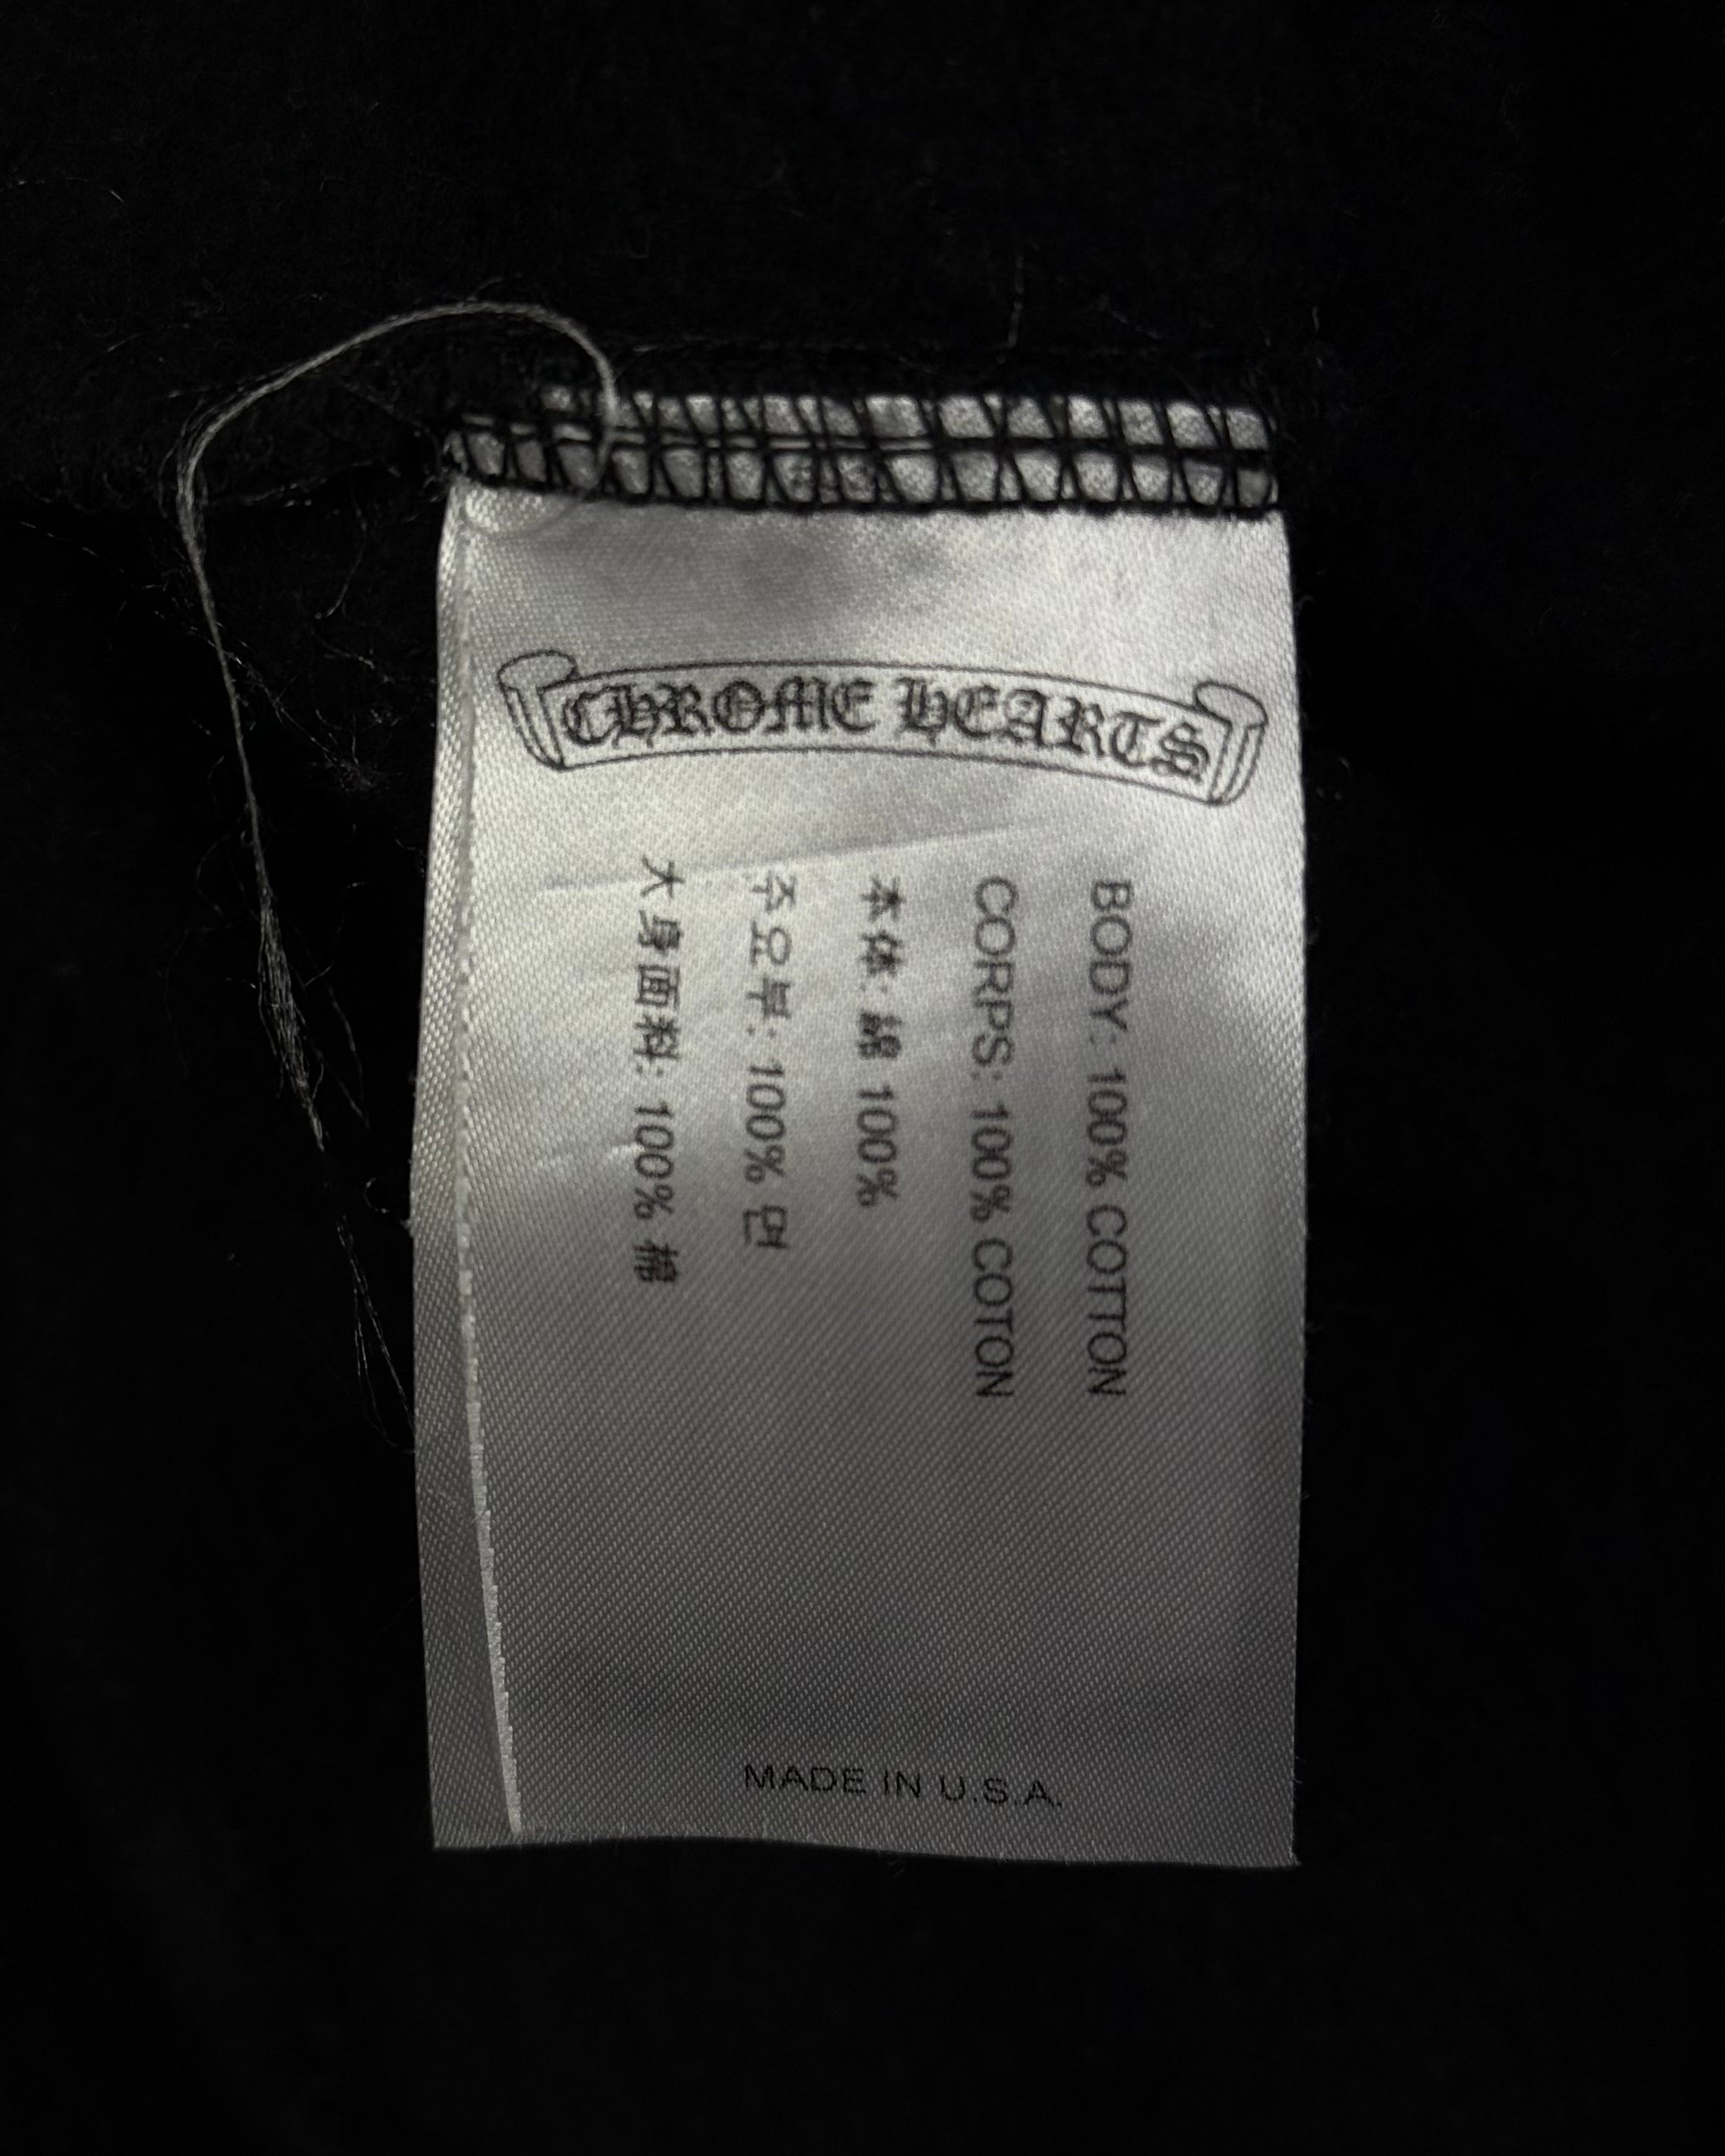 CHROME HEARTS
BODY: 100% COTTON
CORPS: 100% COTON
本体: 綿 100%
주요부: 100% 면
大身面料: 100% 棉
MADE IN U.S.A.